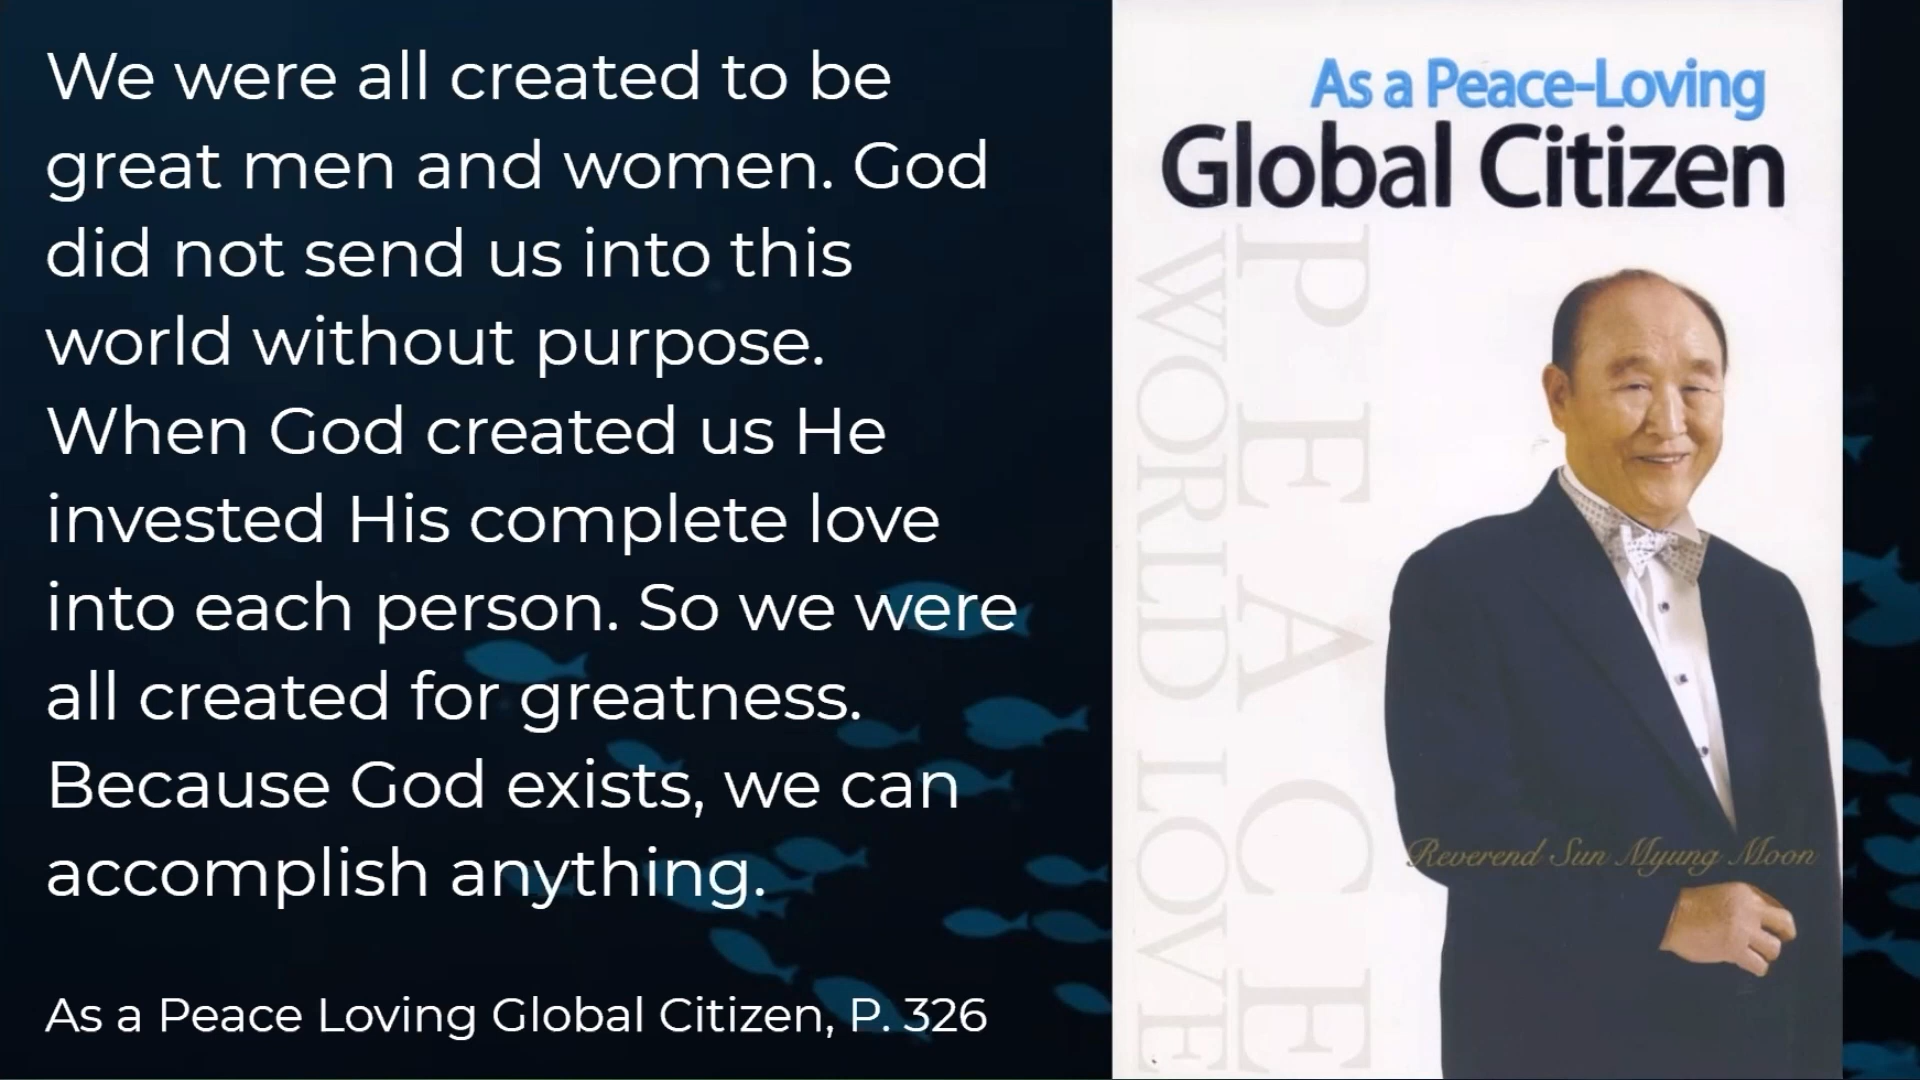 We were all created to be
great men and women. God
did not send us into this
world without purpose.
When God created us He
invested His complete love
into each person. So we were
all created for greatness.
Because God exists, we can
accomplish anything.
As a Peace Loving Global Citizen, P. 326
As a Peace-Loving
Global Citizen
PEACE
WORLD LOVE
Reverend Sun Myung Moon